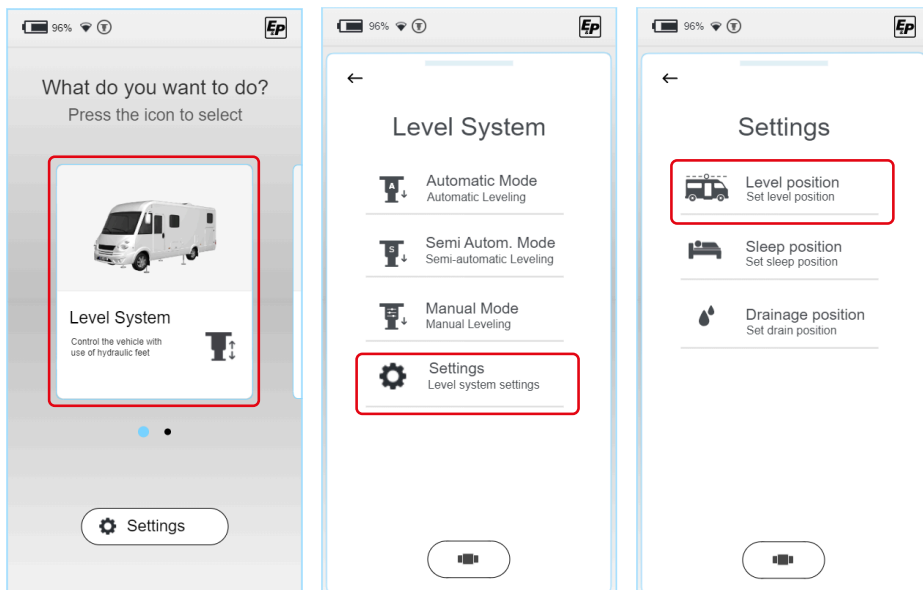 96%
E&P
What do you want to do?
Press the icon to select
Level System
Control the vehicle with
use of hydraulic feet
Settings
96%
E&P
Level System
A
Automatic Mode
Automatic Leveling
S
Semi Autom. Mode
Semi-automatic Leveling
Manual Mode
Manual Leveling
Settings
Level system settings
96%
E&P
Settings
Level position
Set level position
Sleep position
Set sleep position
Drainage position
Set drain position